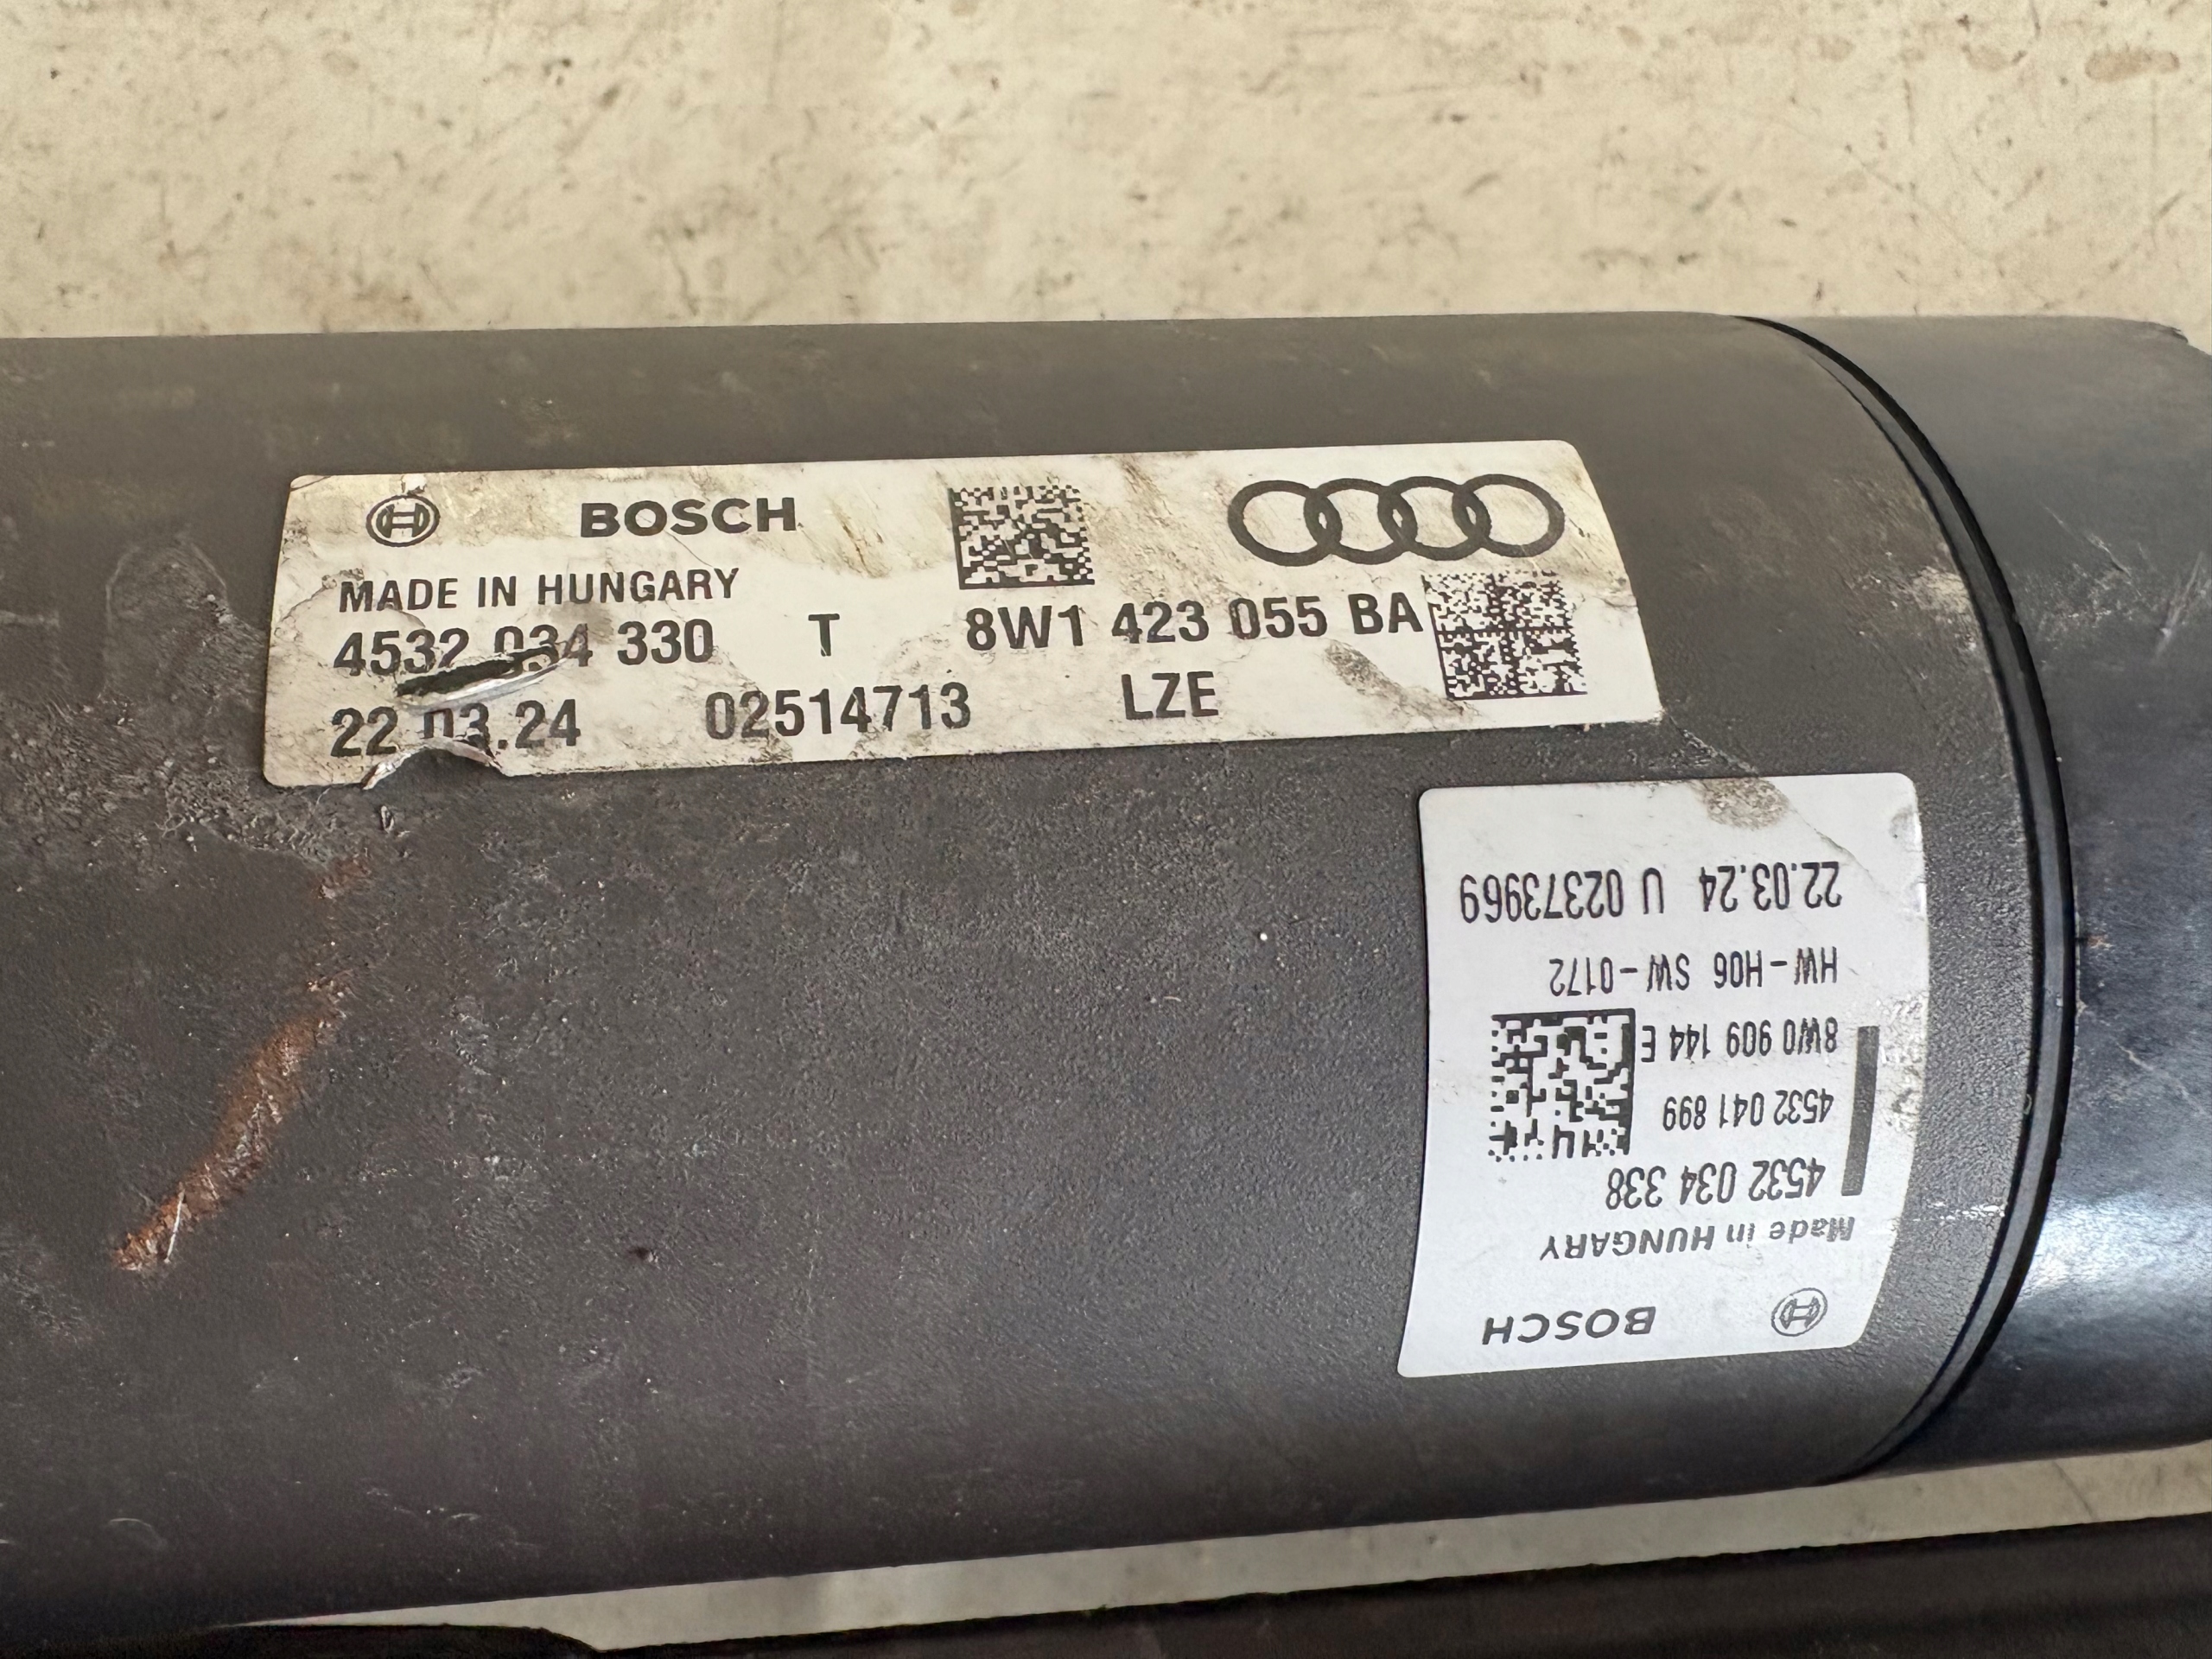 BOSCH
MADE IN HUNGARY
4532 034 330 T 8W1 423 055 BA
22.03.24 02514713 LZE
BOSCH
Made in HUNGARY
4532 034 338
4532 041 899
8W0 909 144 E
HW-H06 SW-0172
22.03.24 U 02373969